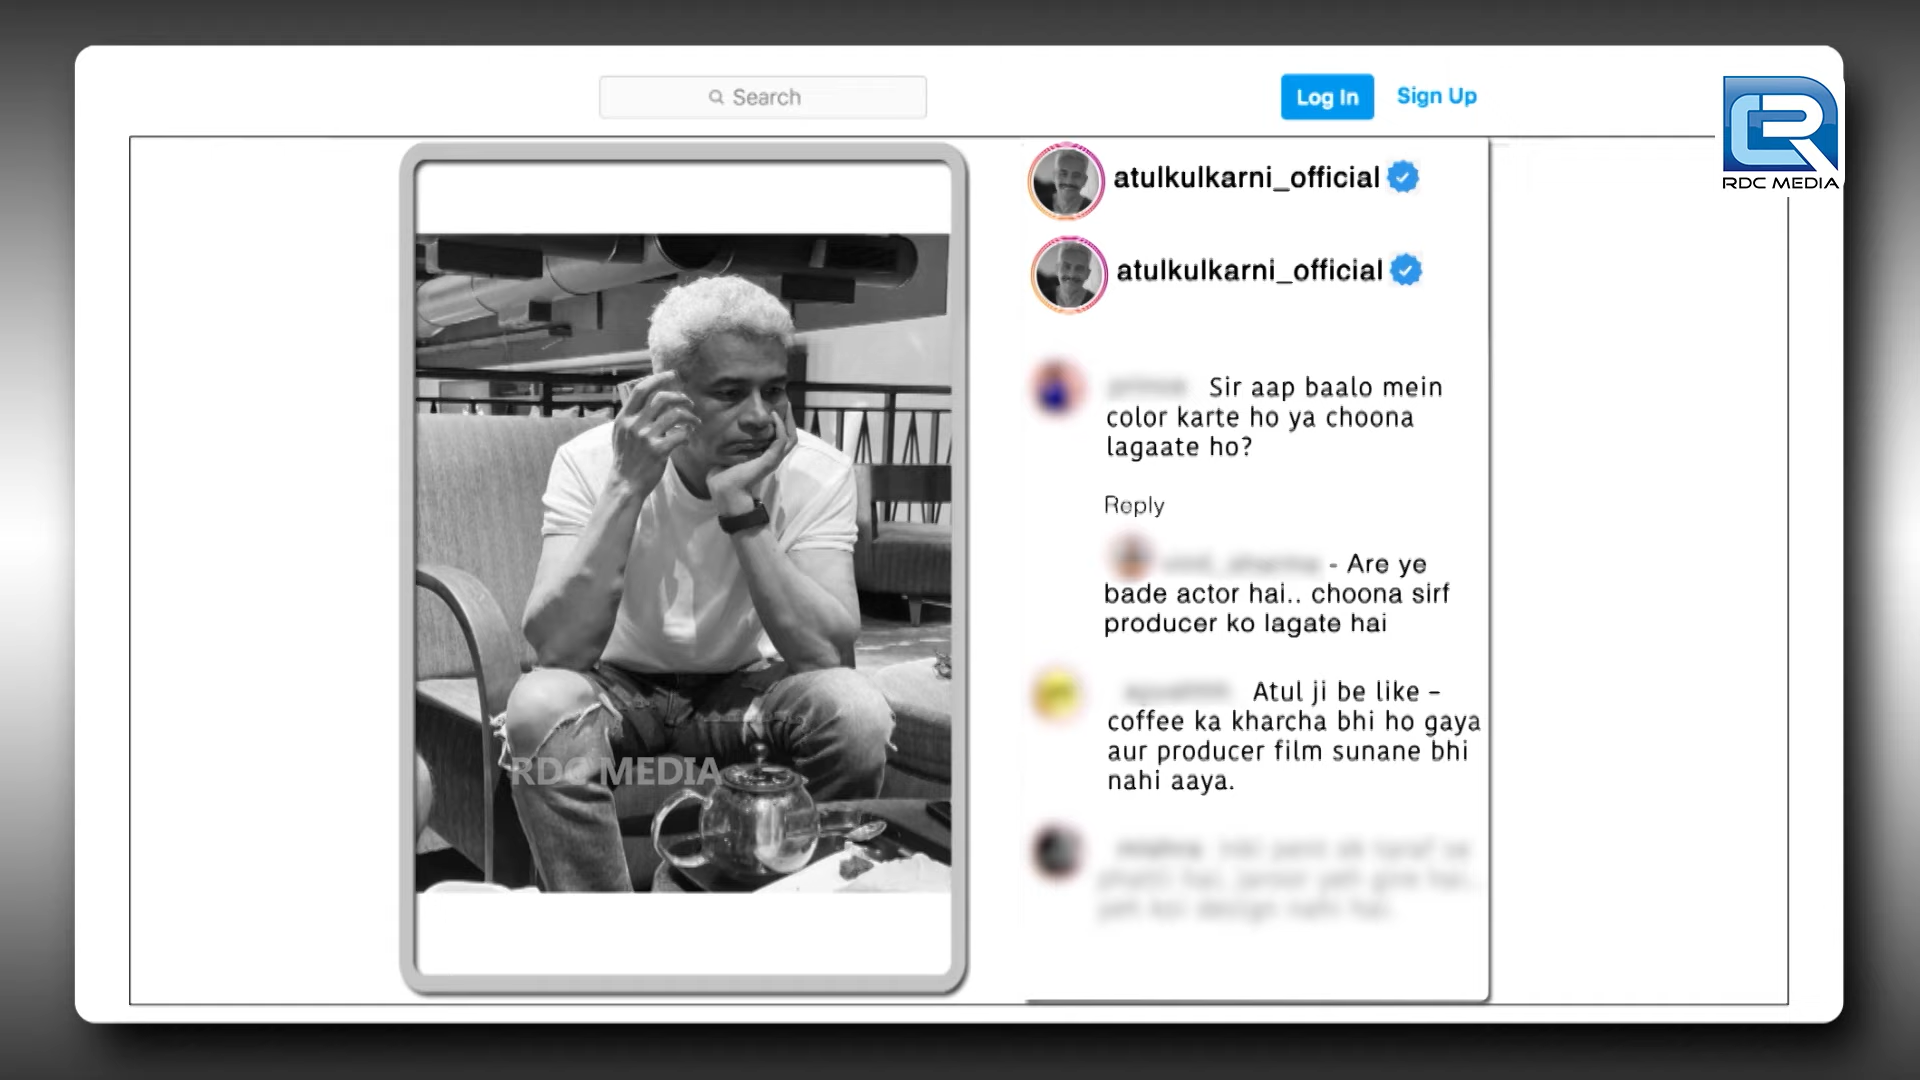 Search
Log In
Sign Up
RDC MEDIA
atulkulkarni_official
atulkulkarni_official
Sir aap baalo mein
color karte ho ya choona
lagaate ho?
Reply
- Are ye
bade actor hai.. choona sirf
producer ko lagate hai
Atul ji be like –
coffee ka kharcha bhi ho gaya
aur producer film sunane bhi
nahi aaya.
RDC MEDIA